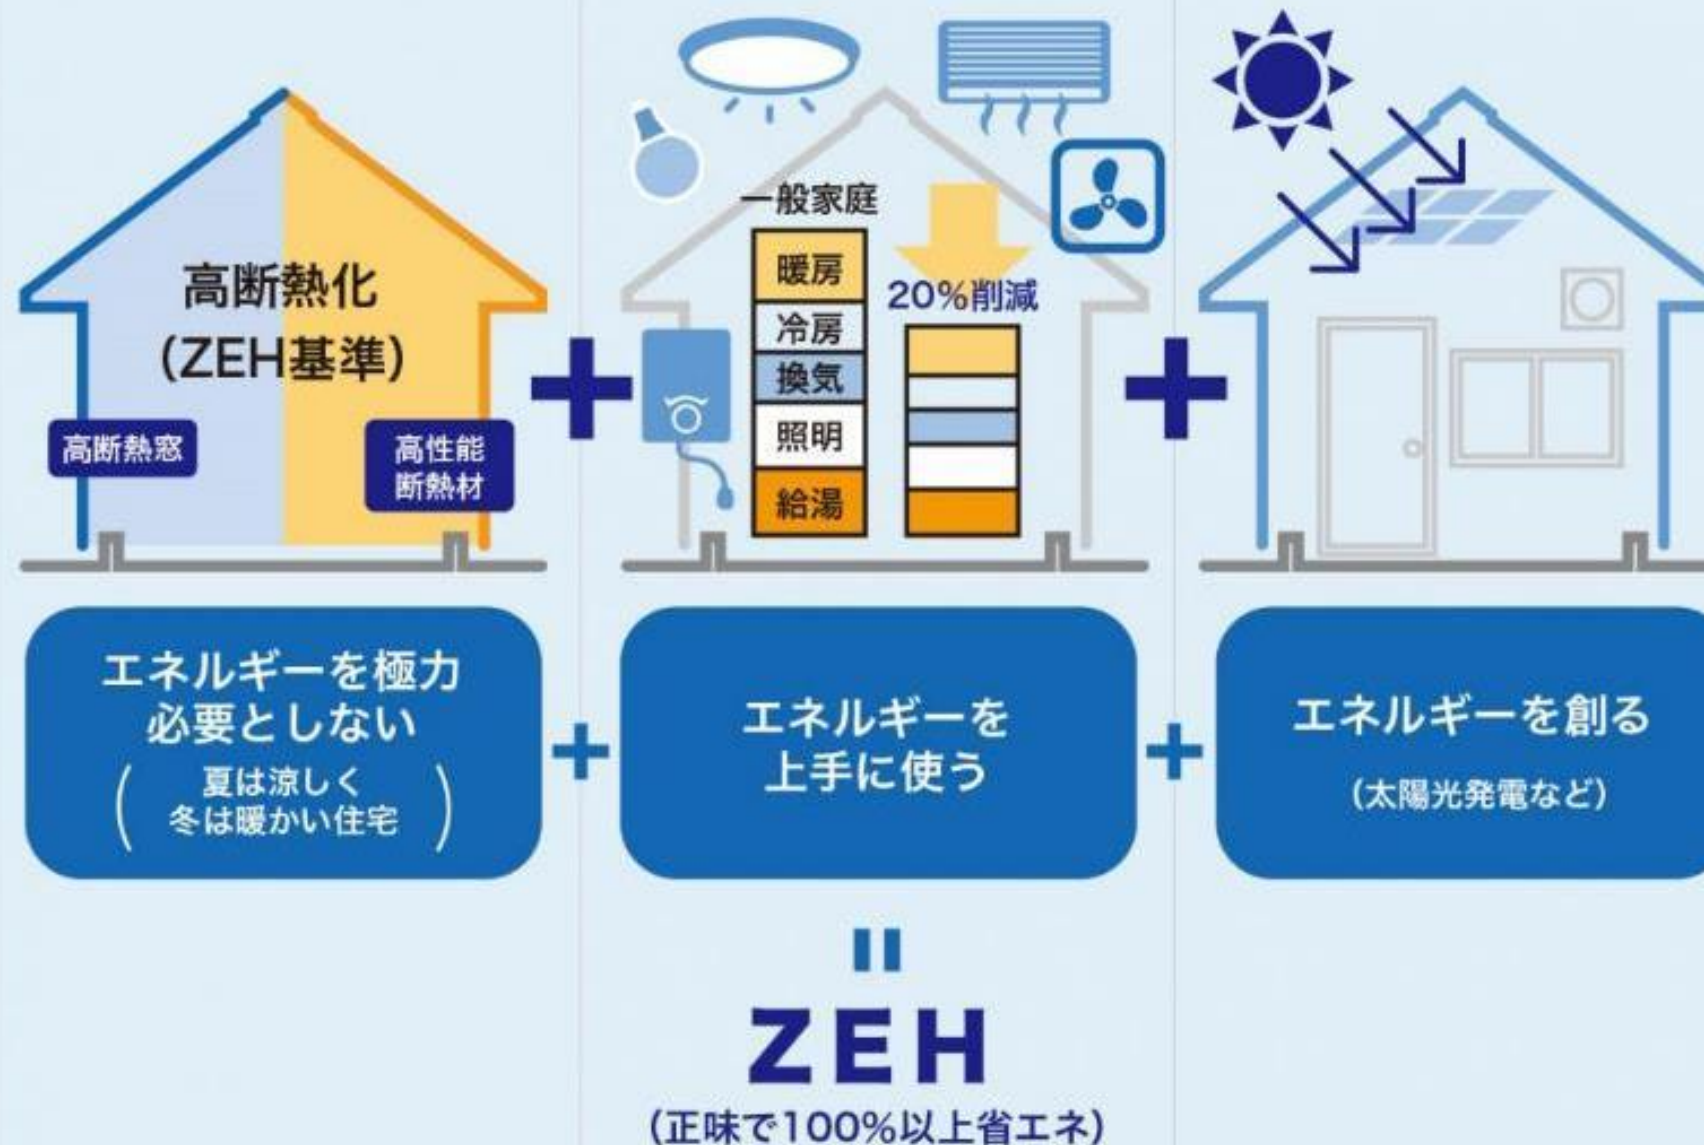 高断熱化
（ZEH基準）
高断熱窓
高性能
断熱材
一般家庭
暖房
冷房
換気
照明
給湯
20%削減
エネルギーを極力
必要としない
（夏は涼しく
冬は暖かい住宅）
エネルギーを
上手に使う
エネルギーを創る
（太陽光発電など）
ZEH
（正味で100%以上省エネ）